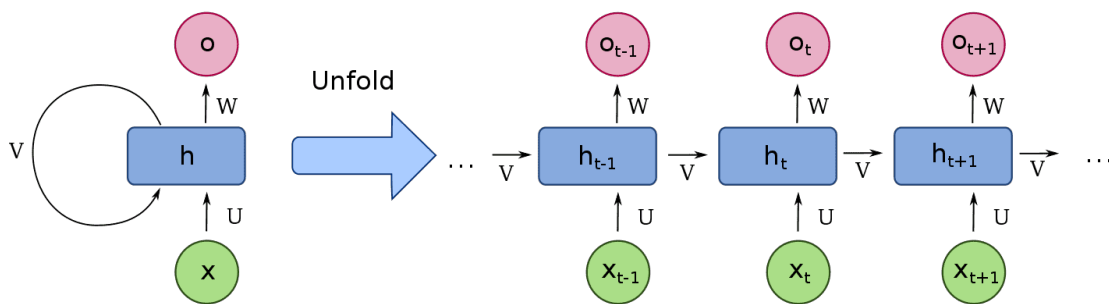 o o_{t-1} o_t o_{t+1}
Unfold
W W W W
V h ... V h_{t-1} V h_t V h_{t+1} V ...
U U U U
x x_{t-1} x_t x_{t+1}